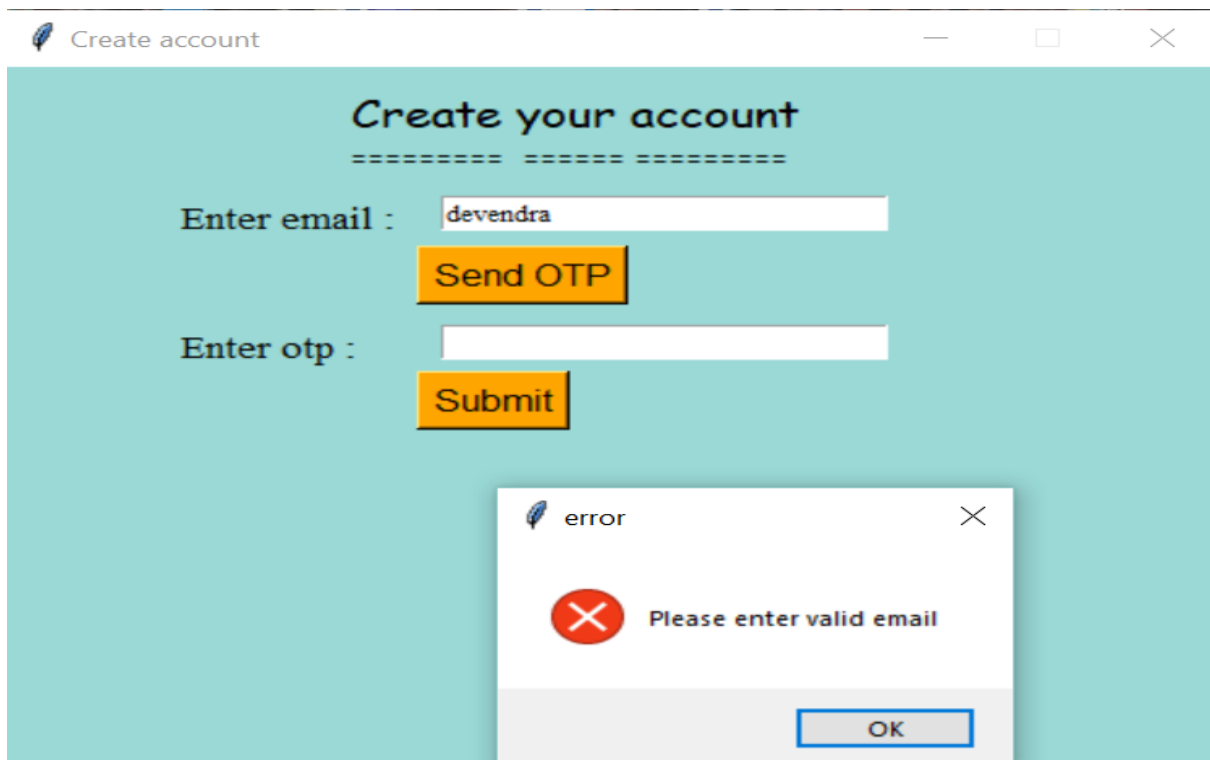 Create account
Create your account
========= ====== =========
Enter email : devendra
Send OTP
Enter otp :
Submit
error
Please enter valid email
OK